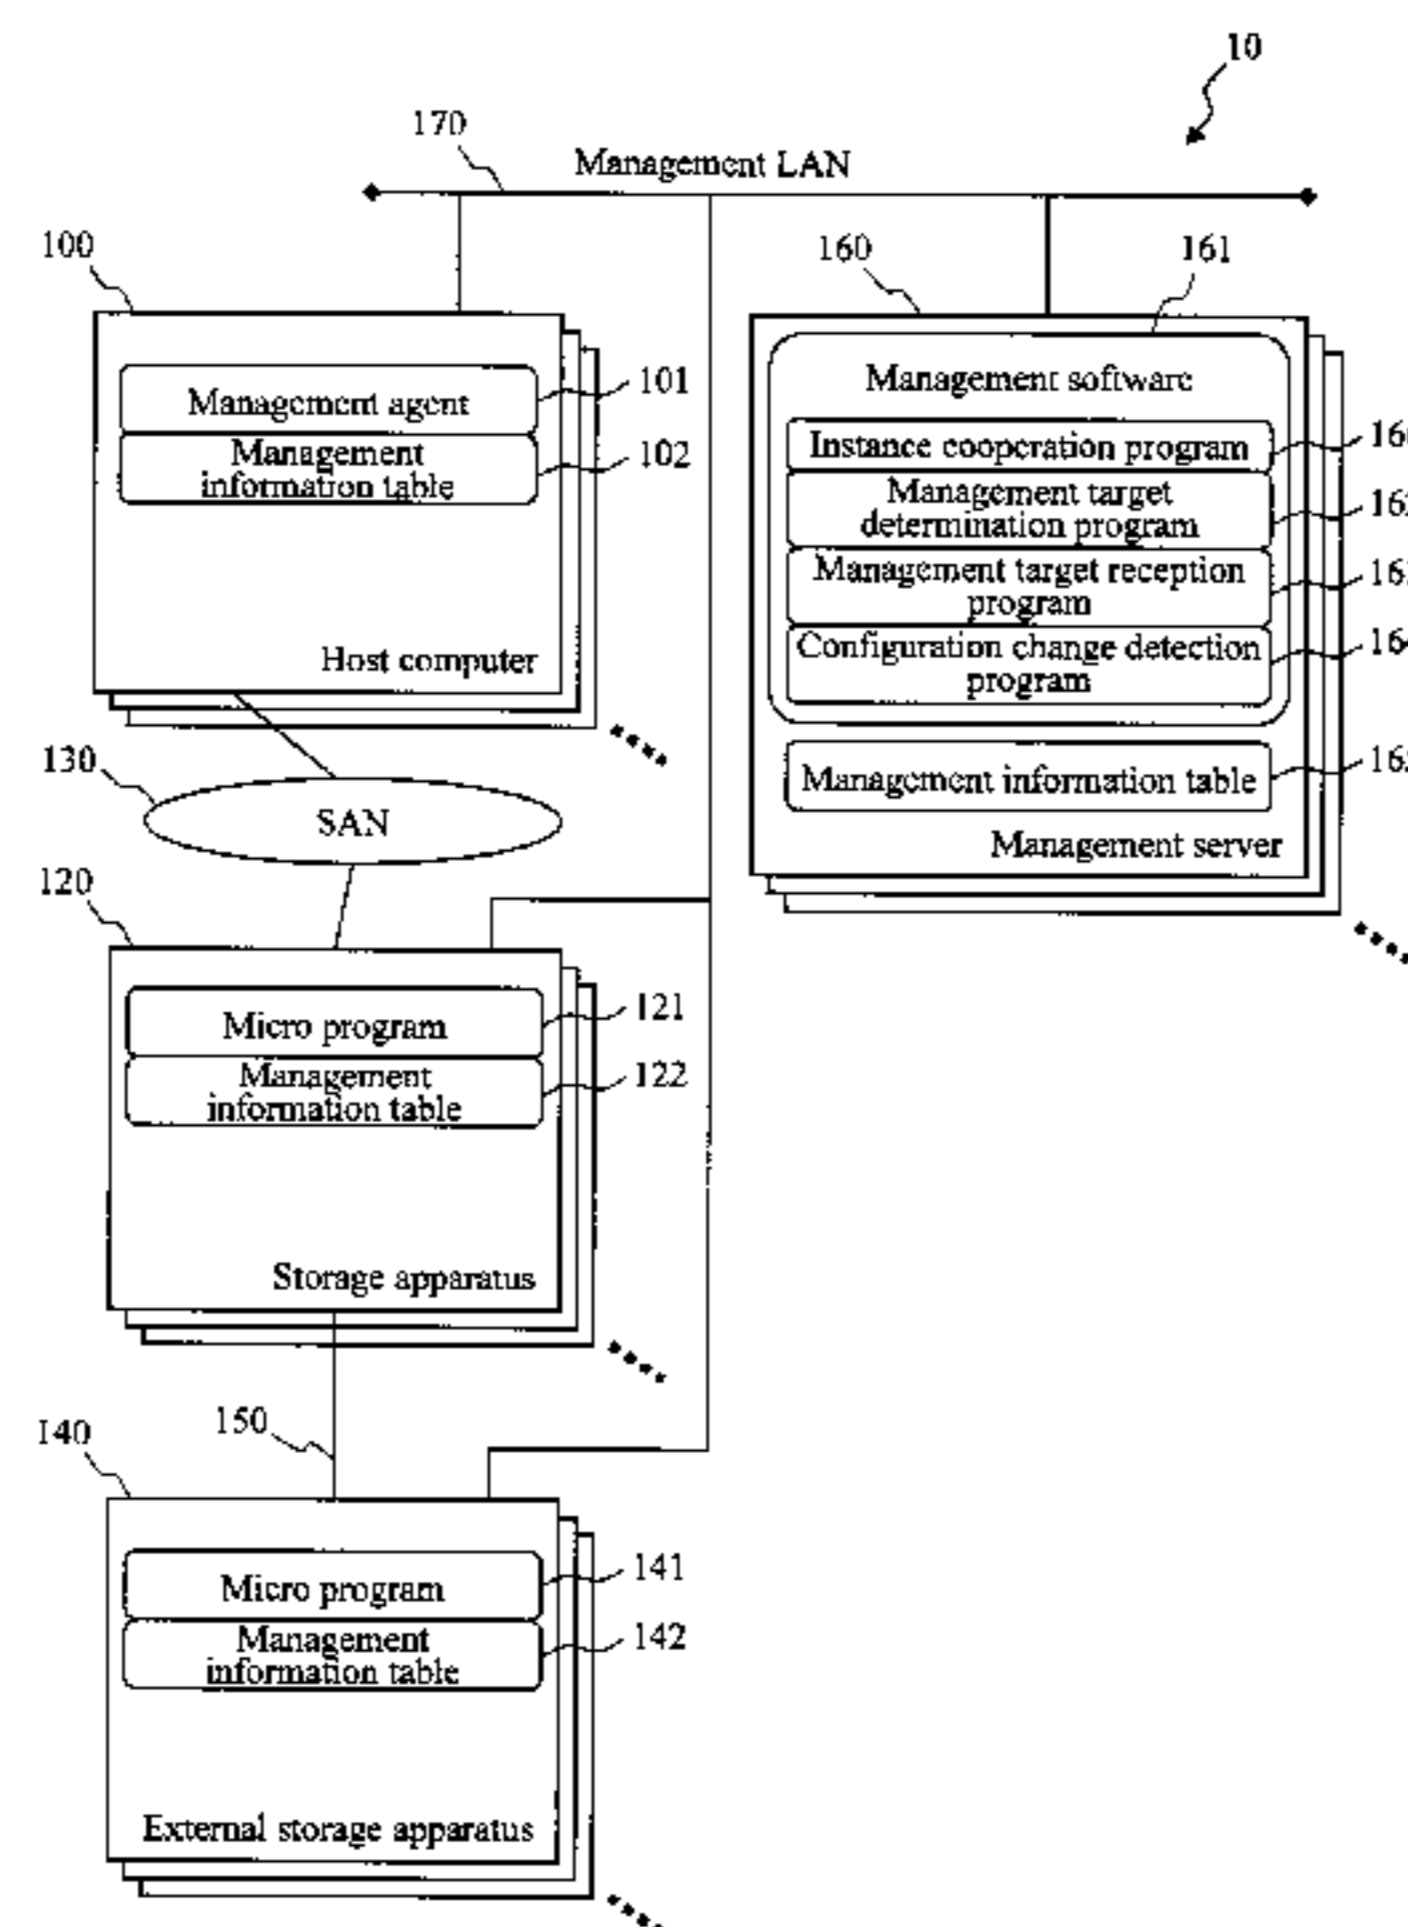 10
170
Management LAN
100
160
161
Management agent
101
Management
information table
102
Host computer
Management software
Instance cooperation program
Management target
determination program
Management target reception
program
Configuration change detection
program
164
Management information table
Management server
130
SAN
120
Micro program
121
Management
information table
122
Storage apparatus
150
140
Micro program
141
Management
information table
142
External storage apparatus